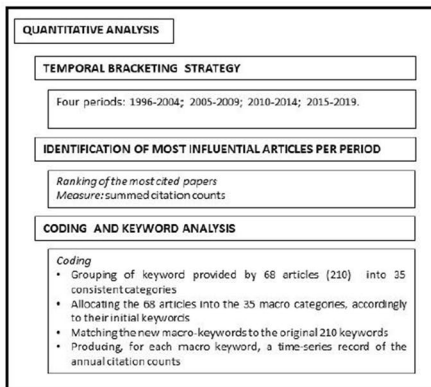 QUANTITATIVE ANALYSIS
TEMPORAL BRACKETING STRATEGY
Four periods: 1996-2004; 2005-2009; 2010-2014; 2015-2019.
IDENTIFICATION OF MOST INFLUENTIAL ARTICLES PER PERIOD
Ranking of the most cited papers
Measure: summed citation counts
CODING AND KEYWORD ANALYSIS
Coding
• Grouping of keyword provided by 68 articles (210) into 35
consistent categories
• Allocating the 68 articles into the 35 macro categories, accordingly
to their initial keywords
• Matching the new macro-keywords to the original 210 keywords
• Producing, for each macro keyword, a time-series record of the
annual citation counts